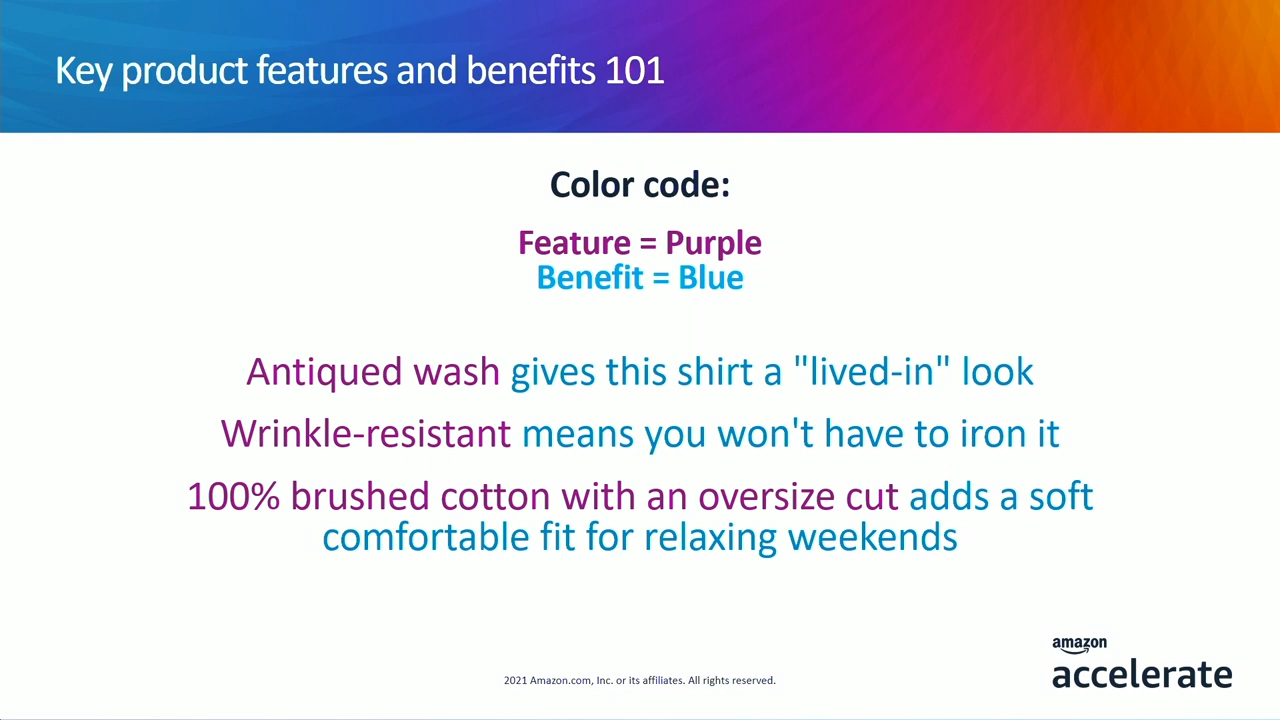 Key product features and benefits 101
Color code:
Feature = Purple
Benefit = Blue
Antiqued wash gives this shirt a "lived-in" look
Wrinkle-resistant means you won't have to iron it
100% brushed cotton with an oversize cut adds a soft
comfortable fit for relaxing weekends
amazon
accelerate
2021 Amazon.com, Inc. or its affiliates. All rights reserved.